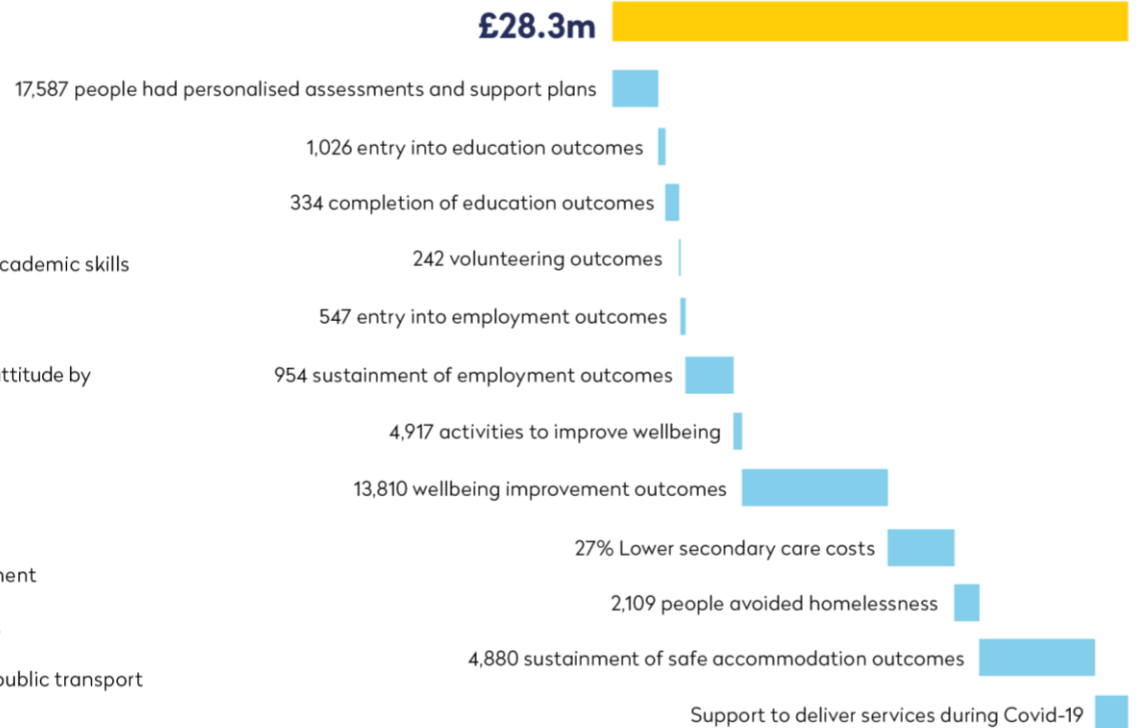 £28.3m
17,587 people had personalised assessments and support plans
1,026 entry into education outcomes
334 completion of education outcomes
242 volunteering outcomes
cademic skills
547 entry into employment outcomes
ttitude by
954 sustainment of employment outcomes
4,917 activities to improve wellbeing
13,810 wellbeing improvement outcomes
27% Lower secondary care costs
nent
2,109 people avoided homelessness
4,880 sustainment of safe accommodation outcomes
public transport
Support to deliver services during Covid-19